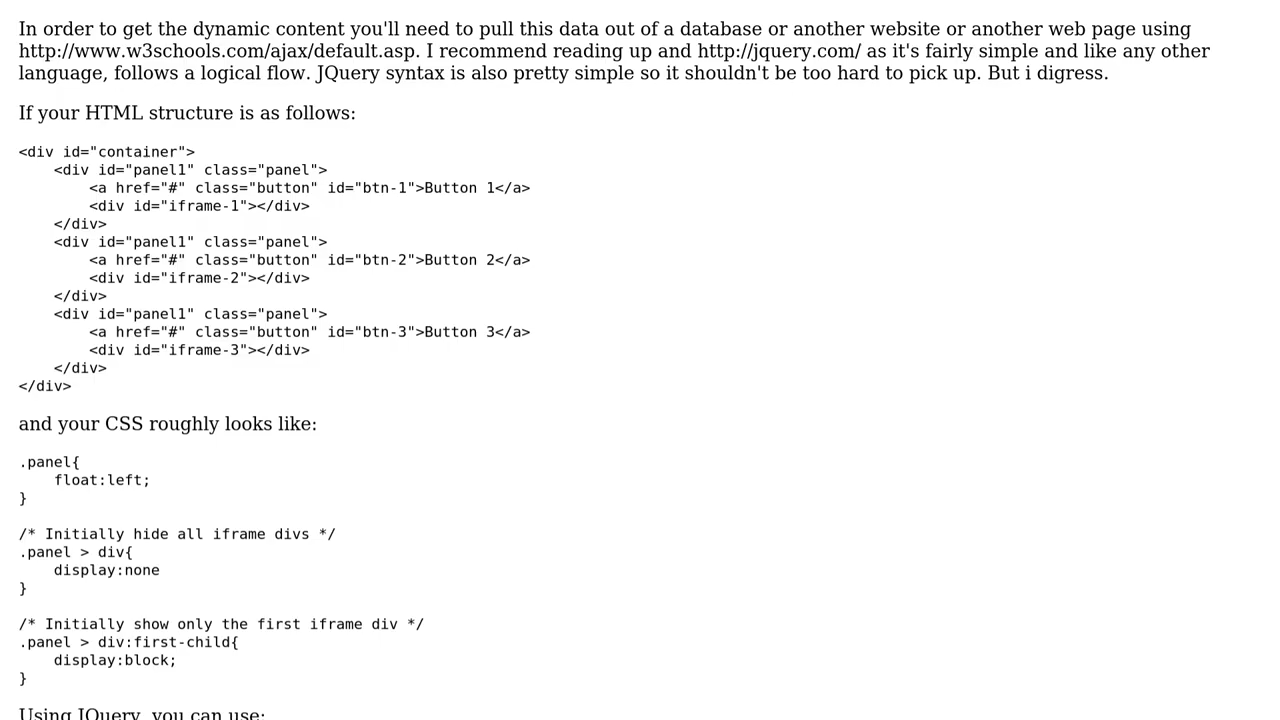 In order to get the dynamic content you'll need to pull this data out of a database or another website or another web page using
http://www.w3schools.com/ajax/default.asp. I recommend reading up and http://jquery.com/ as it's fairly simple and like any other
language, follows a logical flow. JQuery syntax is also pretty simple so it shouldn't be too hard to pick up. But i digress.
If your HTML structure is as follows:
<div id="container">
    <div id="panel1" class="panel">
        <a href="#" class="button" id="btn-1">Button 1</a>
        <div id="iframe-1"></div>
    </div>
    <div id="panel1" class="panel">
        <a href="#" class="button" id="btn-2">Button 2</a>
        <div id="iframe-2"></div>
    </div>
    <div id="panel1" class="panel">
        <a href="#" class="button" id="btn-3">Button 3</a>
        <div id="iframe-3"></div>
    </div>
</div>
and your CSS roughly looks like:
.panel{
    float:left;
}
/* Initially hide all iframe divs */
.panel > div{
    display:none
}
/* Initially show only the first iframe div */
.panel > div:first-child{
    display:block;
}
Using JQuery, you can use: